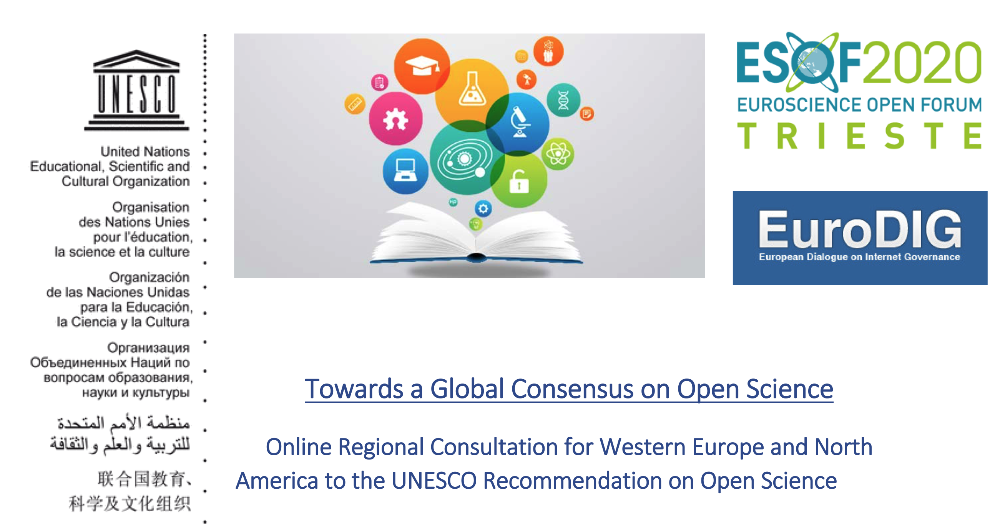 UNESCO
United Nations
Educational, Scientific and
Cultural Organization
Organisation
des Nations Unies
pour l'éducation,
la science et la culture
Organización
de las Naciones Unidas
para la Educación,
la Ciencia y la Cultura
Организация
Объединенных Наций по
вопросам образования,
науки и культуры
منظمة الأمم المتحدة
للتربية والعلم والثقافة
联合国教育、
科学及文化组织
HP
ESOF2020
EUROSCIENCE OPEN FORUM
TRIESTE
EuroDIG
European Dialogue on Internet Governance
Towards a Global Consensus on Open Science
Online Regional Consultation for Western Europe and North
America to the UNESCO Recommendation on Open Science